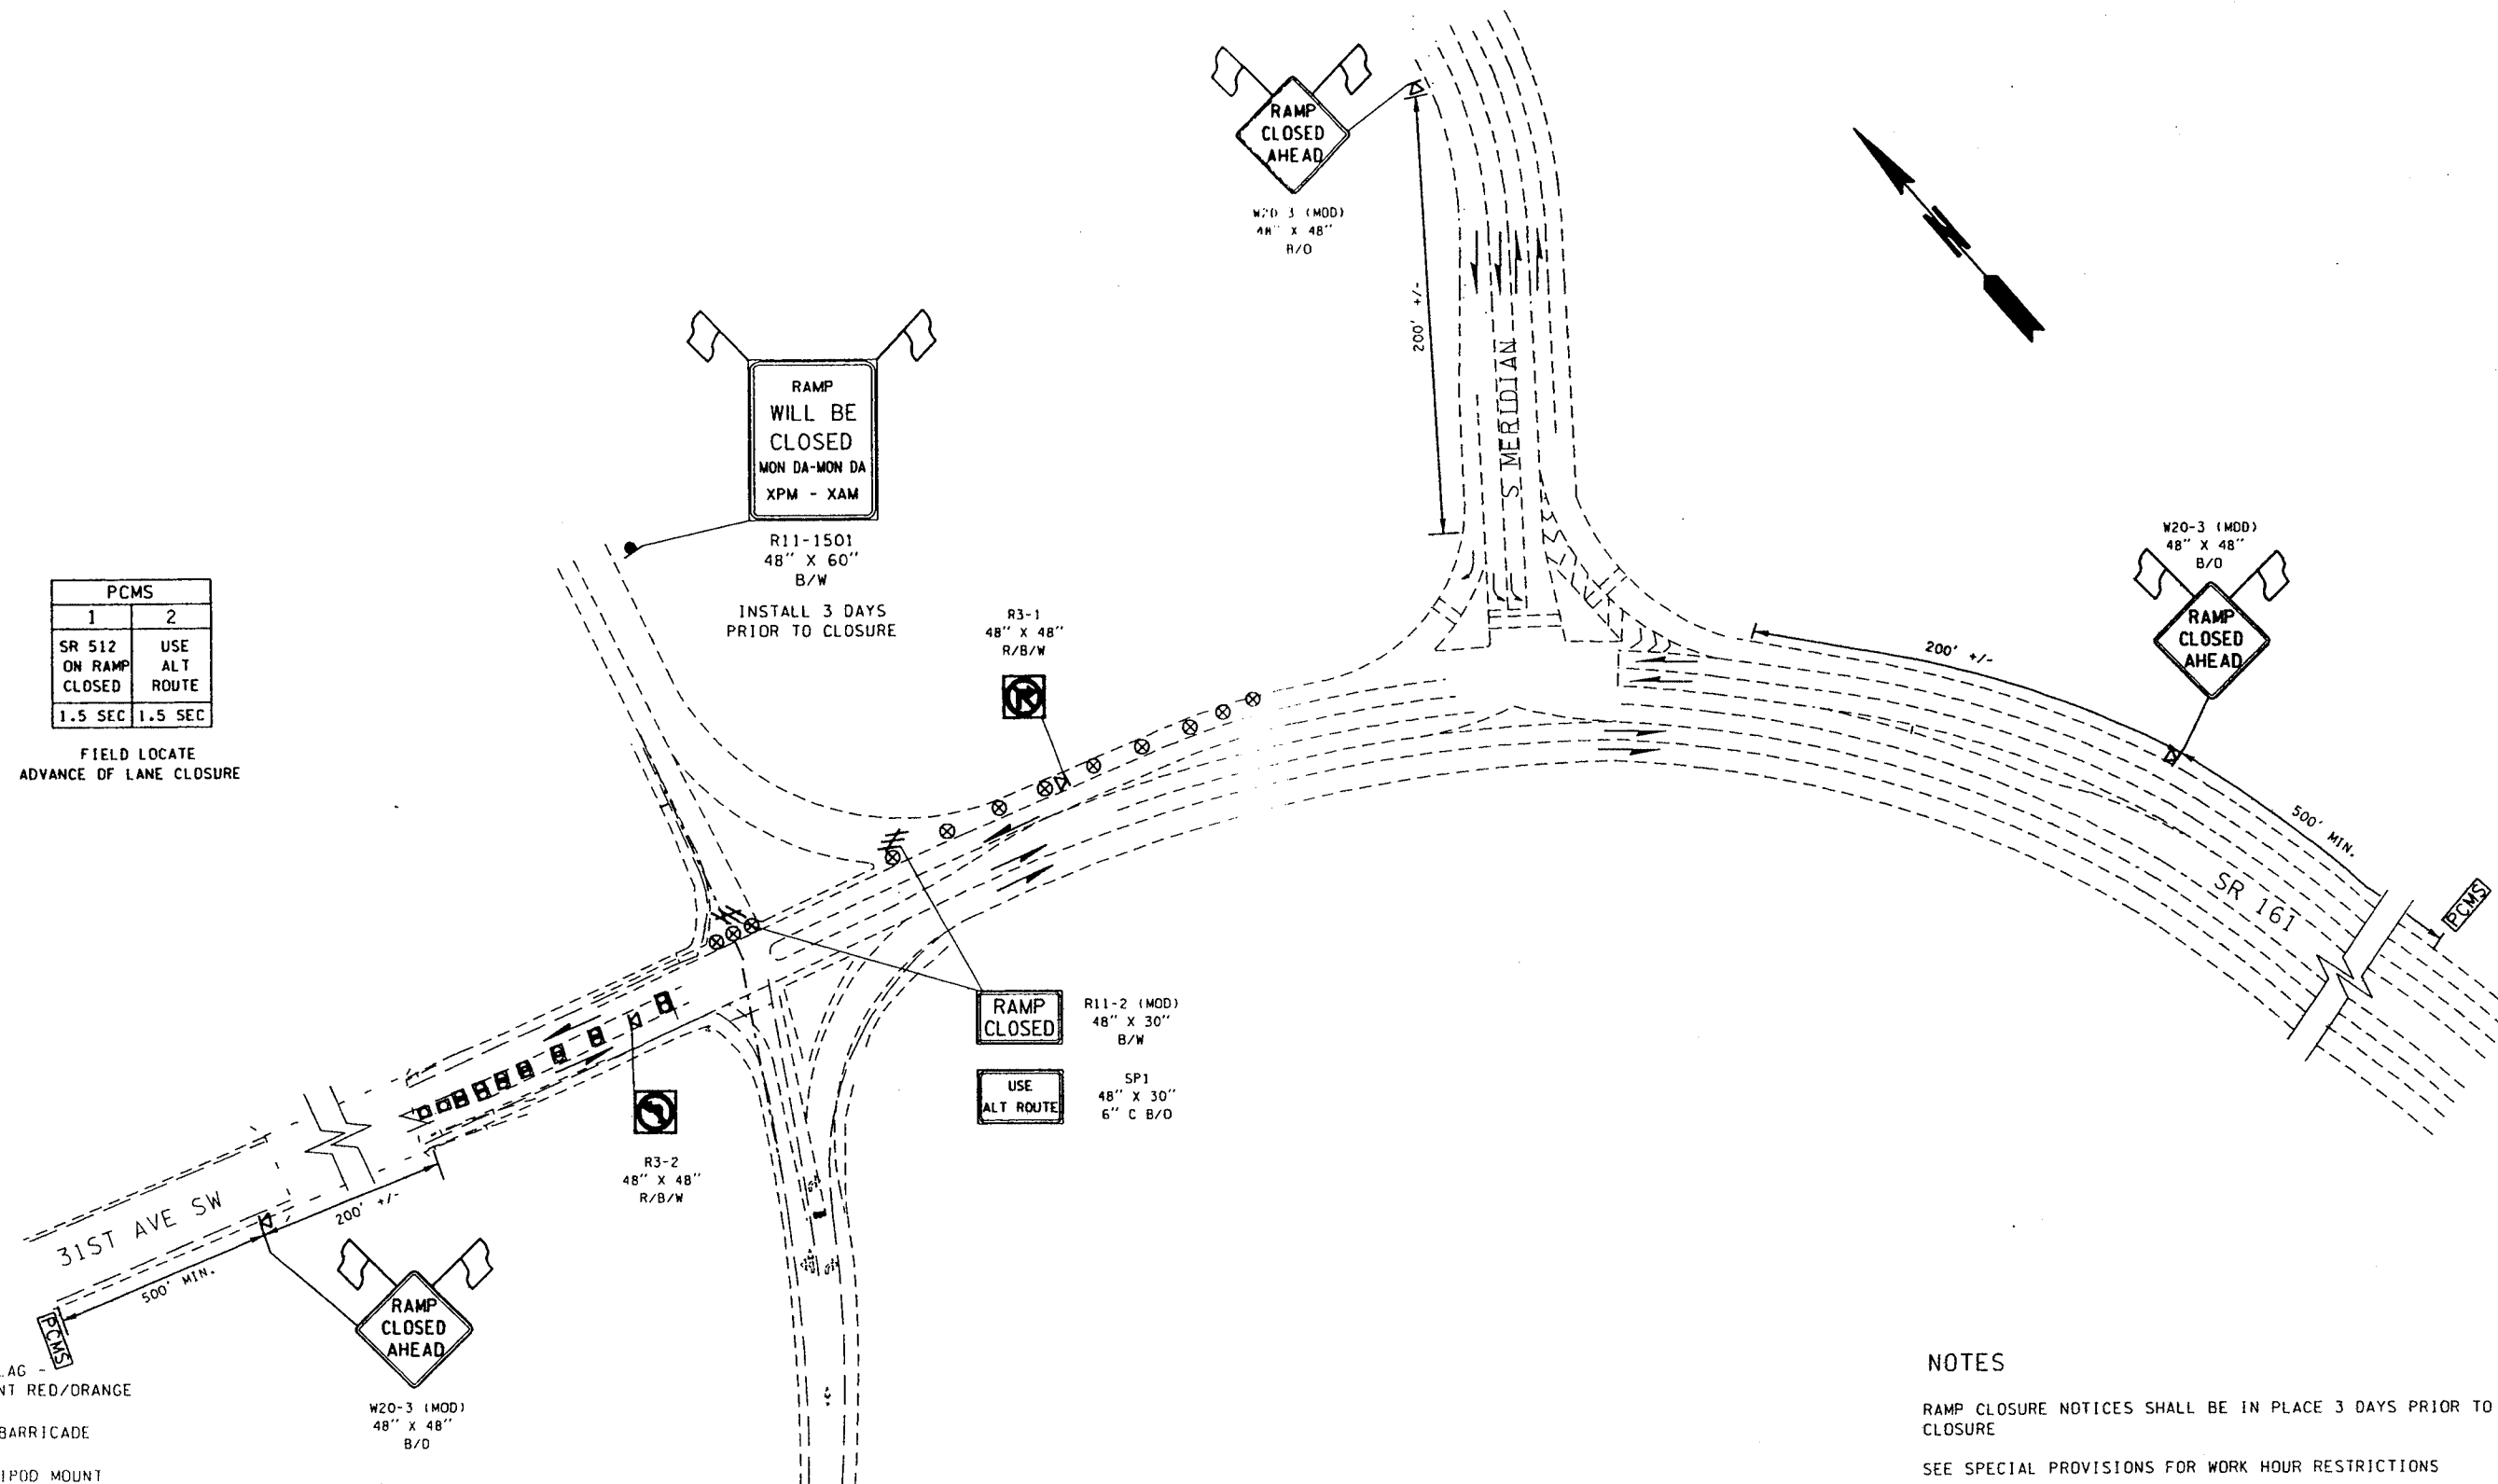 RAMP
CLOSED
AHEAD
W20-3 (MOD)
48" X 48"
B/O
200' +/-
S MERIDIAN
N
RAMP
WILL BE
CLOSED
MON DA-MON DA
XPM - XAM
R11-1501
48" X 60"
B/W
INSTALL 3 DAYS
PRIOR TO CLOSURE
PCMS
1 2
SR 512 USE
ON RAMP ALT
CLOSED ROUTE
1.5 SEC 1.5 SEC
FIELD LOCATE
ADVANCE OF LANE CLOSURE
R3-1
48" X 48"
R/B/W
W20-3 (MOD)
48" X 48"
B/O
RAMP
CLOSED
AHEAD
200' +/-
500' MIN.
SR 161
PCMS
RAMP
CLOSED
R11-2 (MOD)
48" X 30"
B/W
USE
ALT ROUTE
SP1
48" X 30"
6" C B/O
R3-2
48" X 48"
R/B/W
31ST AVE SW
200' +/-
500' MIN.
PCMS
RAMP
CLOSED
AHEAD
W20-3 (MOD)
48" X 48"
B/O
LAG -
NT RED/ORANGE
BARRICADE
IPOD MOUNT
NOTES
RAMP CLOSURE NOTICES SHALL BE IN PLACE 3 DAYS PRIOR TO
CLOSURE
SEE SPECIAL PROVISIONS FOR WORK HOUR RESTRICTIONS